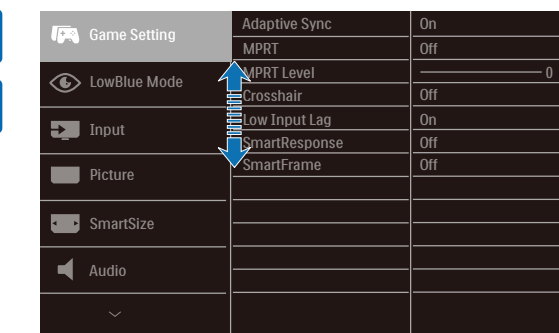 Game Setting
LowBlue Mode
Input
Picture
SmartSize
Audio
Adaptive Sync On
MPRT Off
MPRT Level 0
Crosshair Off
Low Input Lag On
SmartResponse Off
SmartFrame Off